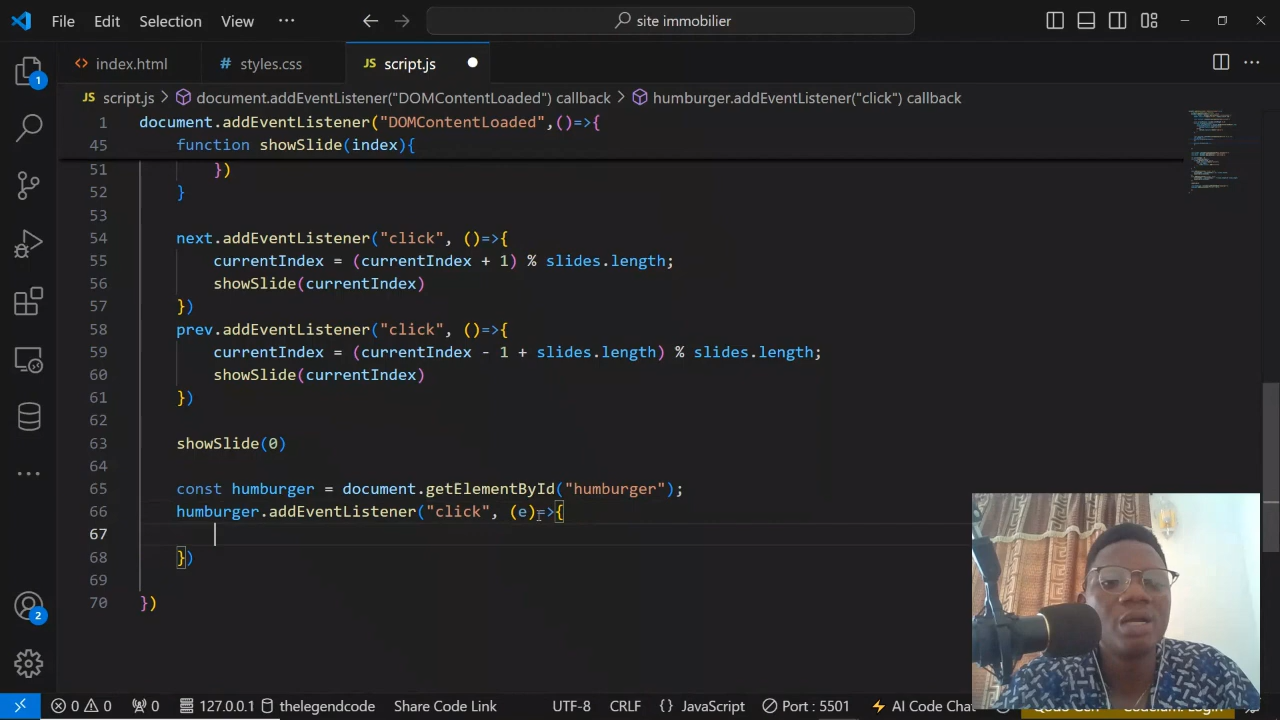 File Edit Selection View ··· site immobilier
index.html styles.css JS script.js
JS script.js > document.addEventListener("DOMContentLoaded") callback > humburger.addEventListener("click") callback
1 document.addEventListener("DOMContentLoaded",()=>{
45 function showSlide(index){
51 })
52 }
53
54 next.addEventListener("click", ()=>{
55 currentIndex = (currentIndex + 1) % slides.length;
56 showSlide(currentIndex)
57 })
58 prev.addEventListener("click", ()=>{
59 currentIndex = (currentIndex - 1 + slides.length) % slides.length;
60 showSlide(currentIndex)
61 })
62
63 showSlide(0)
64
65 const humburger = document.getElementById("humburger");
66 humburger.addEventListener("click", (e)=>{
67
68 })
69
70 })
1
2
0 0 0 127.0.0.1 thelegendcode Share Code Link UTF-8 CRLF {} JavaScript Port : 5501 AI Code Chat